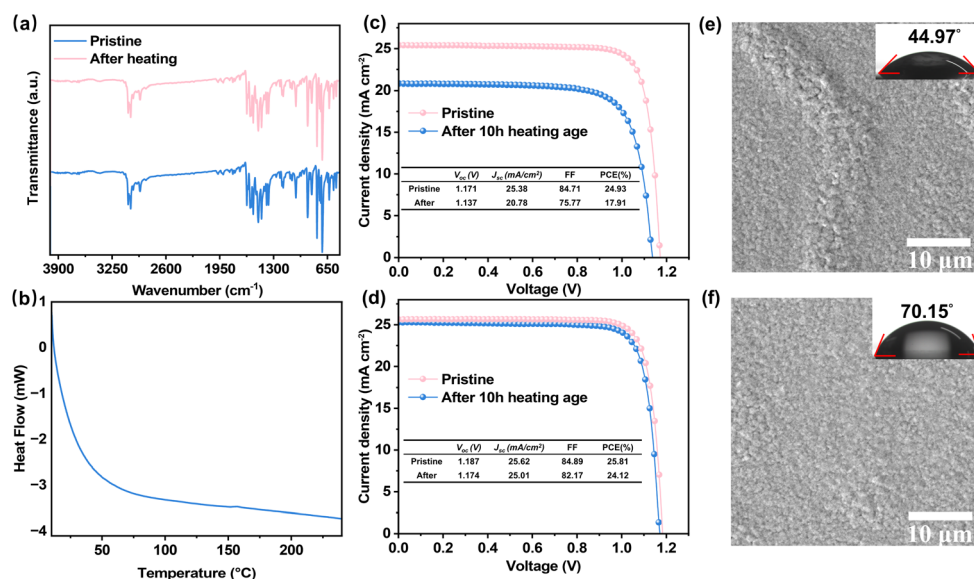 (a)
Pristine
After heating
Transmittance (a.u.)
3900 3250 2600 1950 1300 650
Wavenumber (cm⁻¹)
(b)
1
0
−1
−2
−3
−4
Heat Flow (mW)
50 100 150 200
Temperature (°C)
(c)
30
25
20
15
10
5
0
Current density (mA cm⁻²)
Pristine
After 10h heating age
Voc (V) Jsc (mA/cm²) FF PCE(%)
Pristine 1.171 25.38 84.71 24.93
After 1.137 20.78 75.77 17.91
0.0 0.2 0.4 0.6 0.8 1.0 1.2
Voltage (V)
(d)
30
25
20
15
10
5
0
Current density (mA cm⁻²)
Pristine
After 10h heating age
Voc (V) Jsc (mA/cm²) FF PCE(%)
Pristine 1.187 25.62 84.89 25.81
After 1.174 25.01 82.17 24.12
0.0 0.2 0.4 0.6 0.8 1.0 1.2
Voltage (V)
(e)
44.97°
10 μm
(f)
70.15°
10 μm